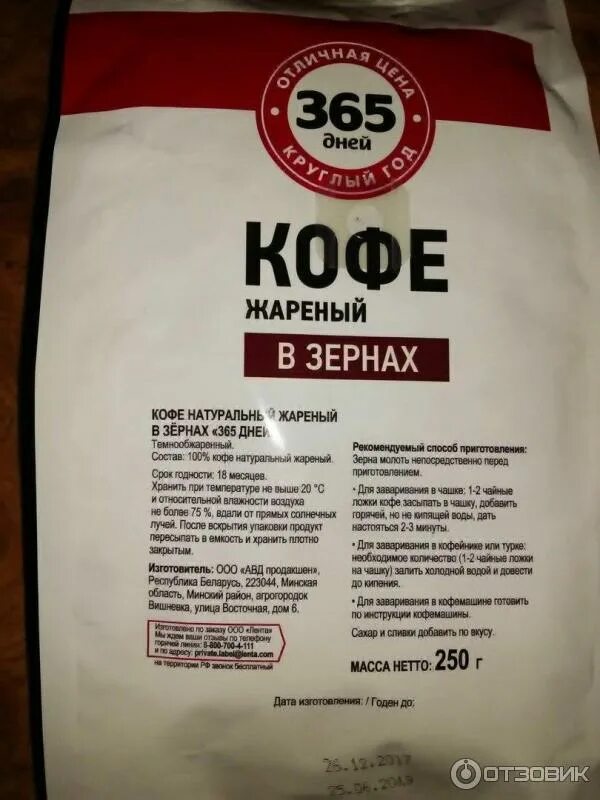 ОТЛИЧНАЯ ЦЕНА
365
дней
КРУГЛЫЙ ГОД
КОФЕ
ЖАРЕНЫЙ
В ЗЕРНАХ
КОФЕ НАТУРАЛЬНЫЙ ЖАРЕНЫЙ
В ЗЁРНАХ «365 ДНЕЙ
Темнообжаренный.
Состав: 100% кофе натуральный жареный.
Срок годности: 18 месяцев.
Хранить при температуре не выше 20 °С
и относительной влажности воздуха
не более 75 %, вдали от прямых солнечных
лучей. После вскрытия упаковки продукт
пересыпать в емкость и хранить плотно
закрытым.
Изготовитель: ООО «АВД продакшен»,
Республика Беларусь, 223044, Минская
область, Минский район, агрогородок
Вишневка, улица Восточная, дом 6.
Изготовлено по заказу ООО «Лента»
Мы ждем ваши отзывы по телефону
горячей линии: 8-800-700-4-111
и по адресу: private.label@lenta.com
на территории РФ звонок бесплатный
Рекомендуемый способ приготовления:
Зерна молоть непосредственно перед
приготовлением.
• Для заваривания в чашке: 1-2 чайные
ложки кофе засыпать в чашку, добавить
горячей, но не кипящей воды, дать
настояться 2-3 минуты.
• Для заваривания в кофейнике или турке:
необходимое количество (1-2 чайные ложки
на чашку) залить холодной водой и довести
до кипения.
• Для заваривания в кофемашине готовить
по инструкции кофемашины.
Сахар и сливки добавить по вкусу.
МАССА НЕТТО: 250 г
Дата изготовления: / Годен до:
26.12.2017
25.06.2019
ОТЗОВИК